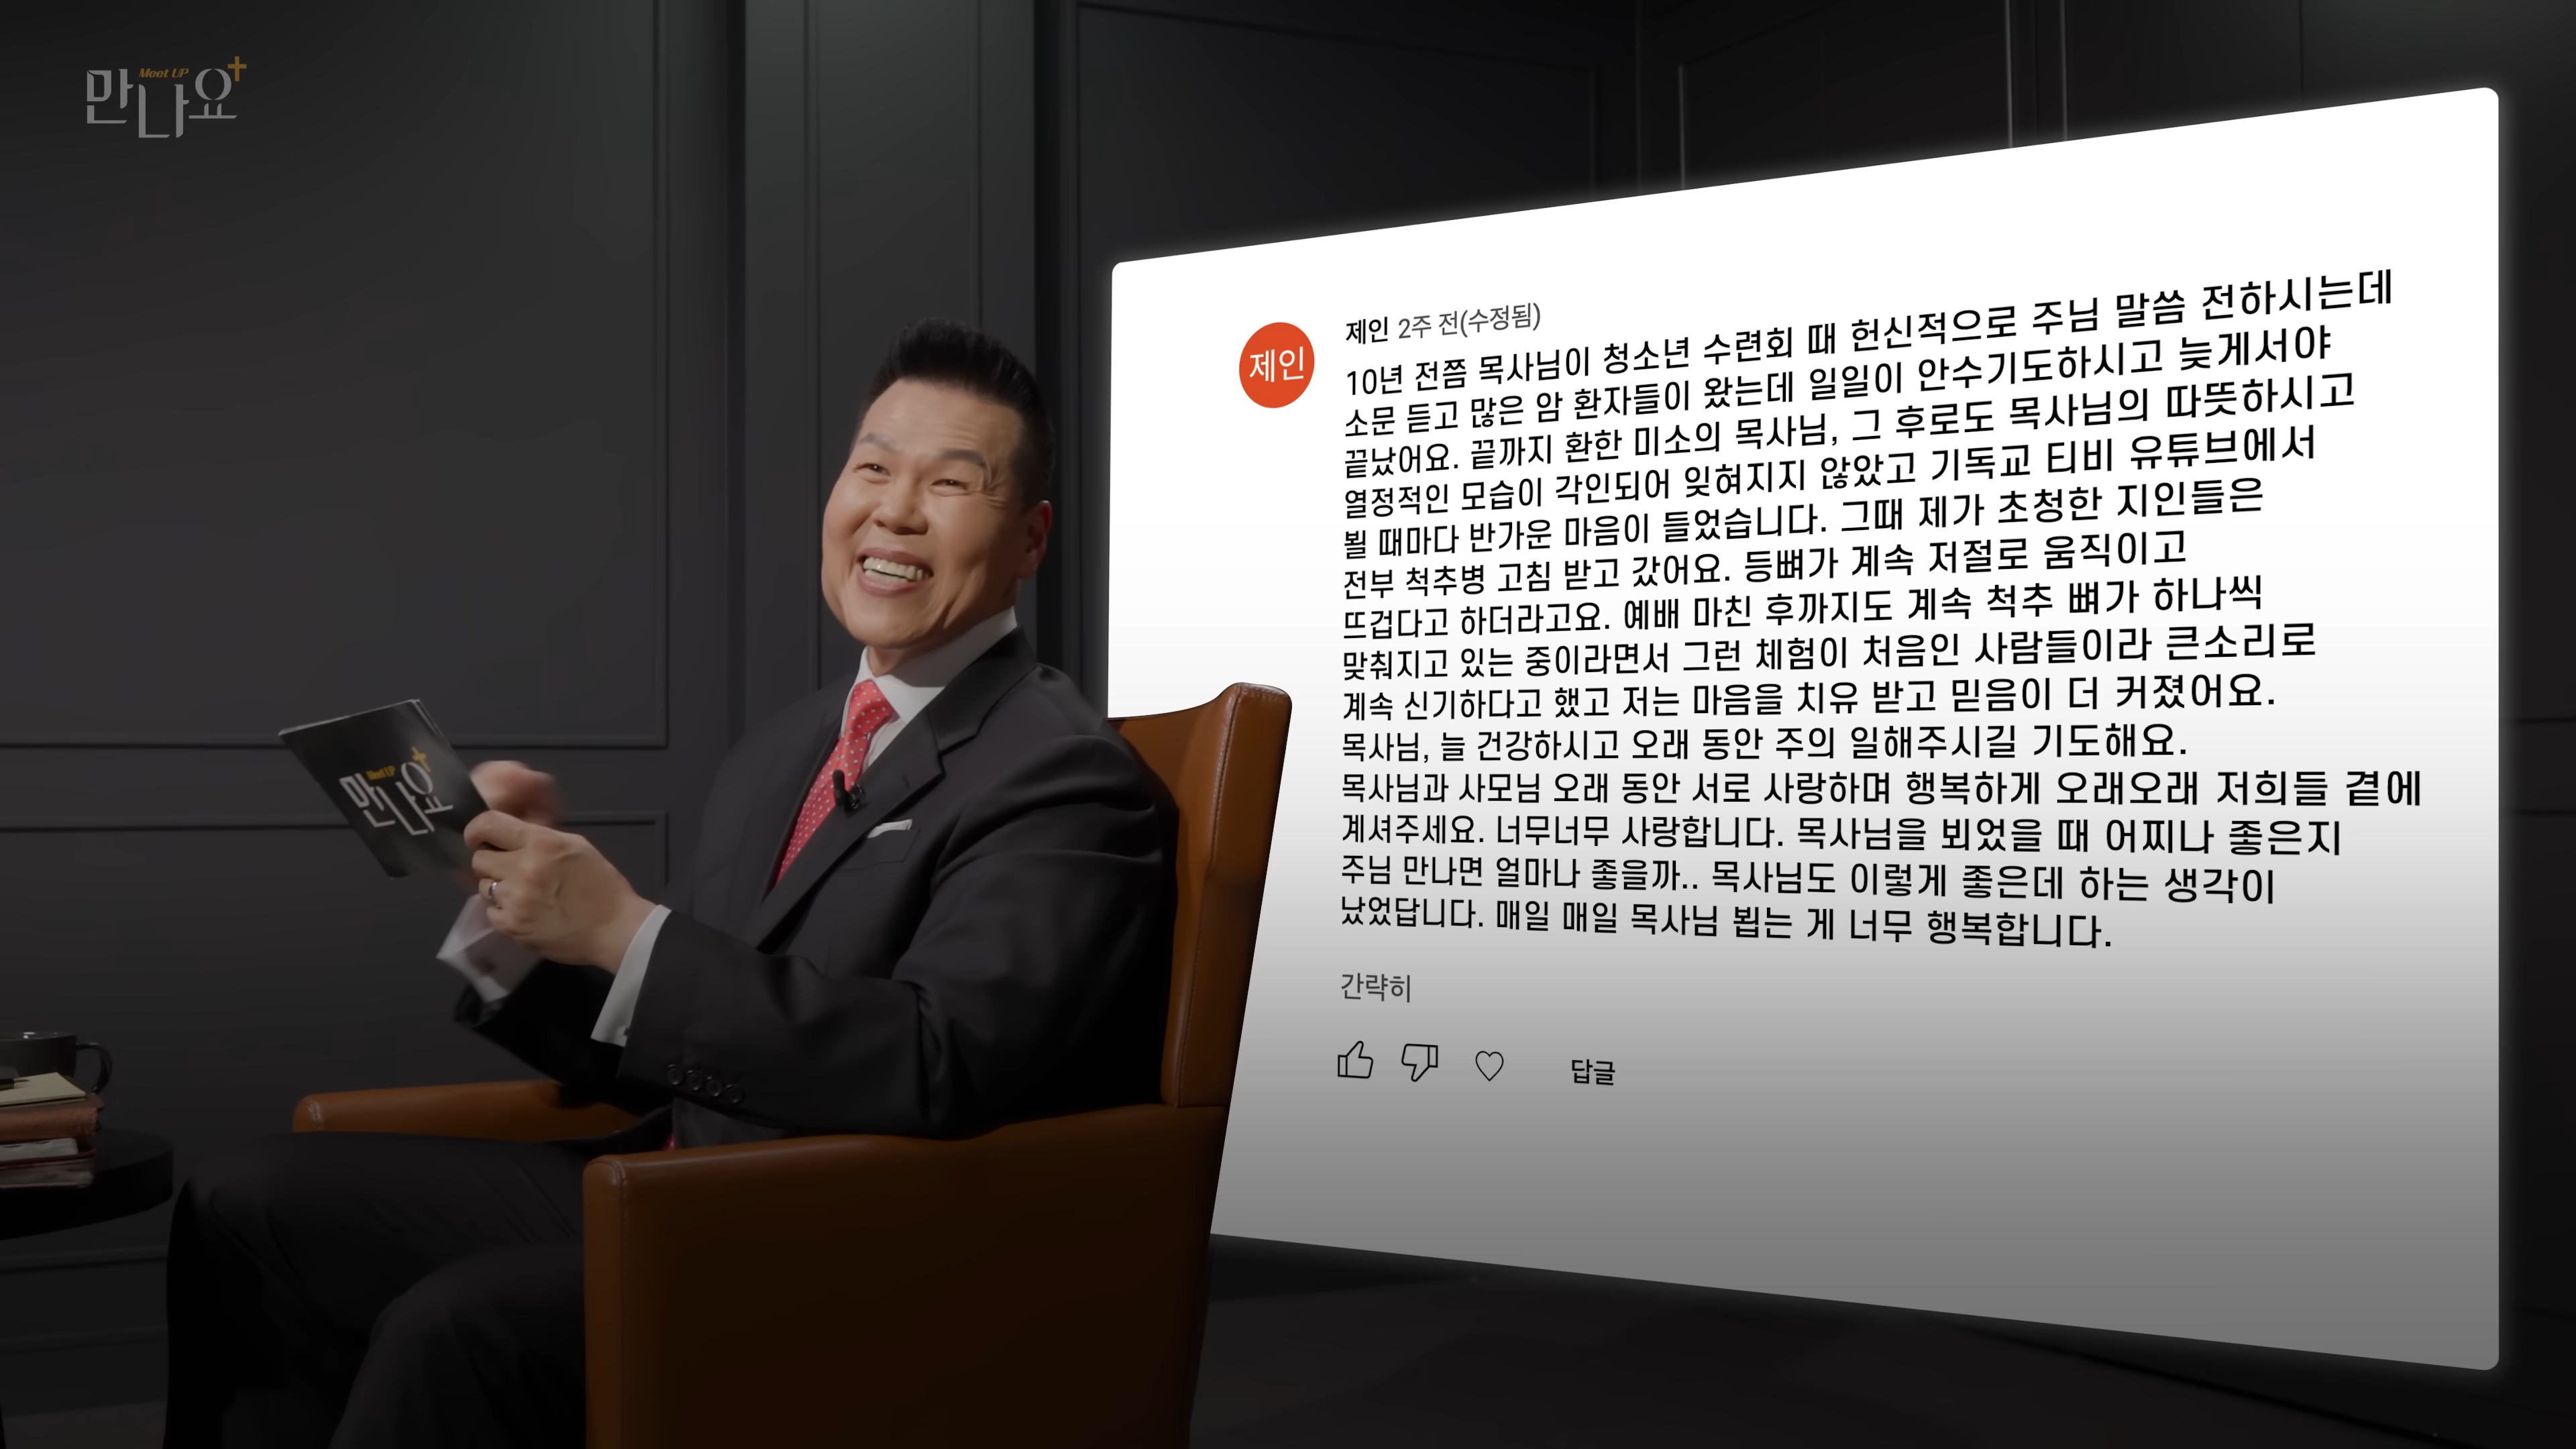 만나요
Meet UP
제인
제인 2주 전(수정됨)
10년 전쯤 목사님이 청소년 수련회 때 헌신적으로 주님 말씀 전하시는데
소문 듣고 많은 암 환자들이 왔는데 일일이 안수기도하시고 늦게서야
끝났어요. 끝까지 환한 미소의 목사님, 그 후로도 목사님의 따뜻하시고
열정적인 모습이 각인되어 잊혀지지 않았고 기독교 티비 유튜브에서
뵐 때마다 반가운 마음이 들었습니다. 그때 제가 초청한 지인들은
전부 척추병 고침 받고 갔어요. 등뼈가 계속 저절로 움직이고
뜨겁다고 하더라고요. 예배 마친 후까지도 계속 척추 뼈가 하나씩
맞춰지고 있는 중이라면서 그런 체험이 처음인 사람들이라 큰소리로
계속 신기하다고 했고 저는 마음을 치유 받고 믿음이 더 커졌어요.
목사님, 늘 건강하시고 오래 동안 주의 일해주시길 기도해요.
목사님과 사모님 오래 동안 서로 사랑하며 행복하게 오래오래 저희들 곁에
계셔주세요. 너무너무 사랑합니다. 목사님을 뵈었을 때 어찌나 좋은지
주님 만나면 얼마나 좋을까.. 목사님도 이렇게 좋은데 하는 생각이
났었답니다. 매일 매일 목사님 뵙는 게 너무 행복합니다.
간략히
답글
만나요
Meet UP